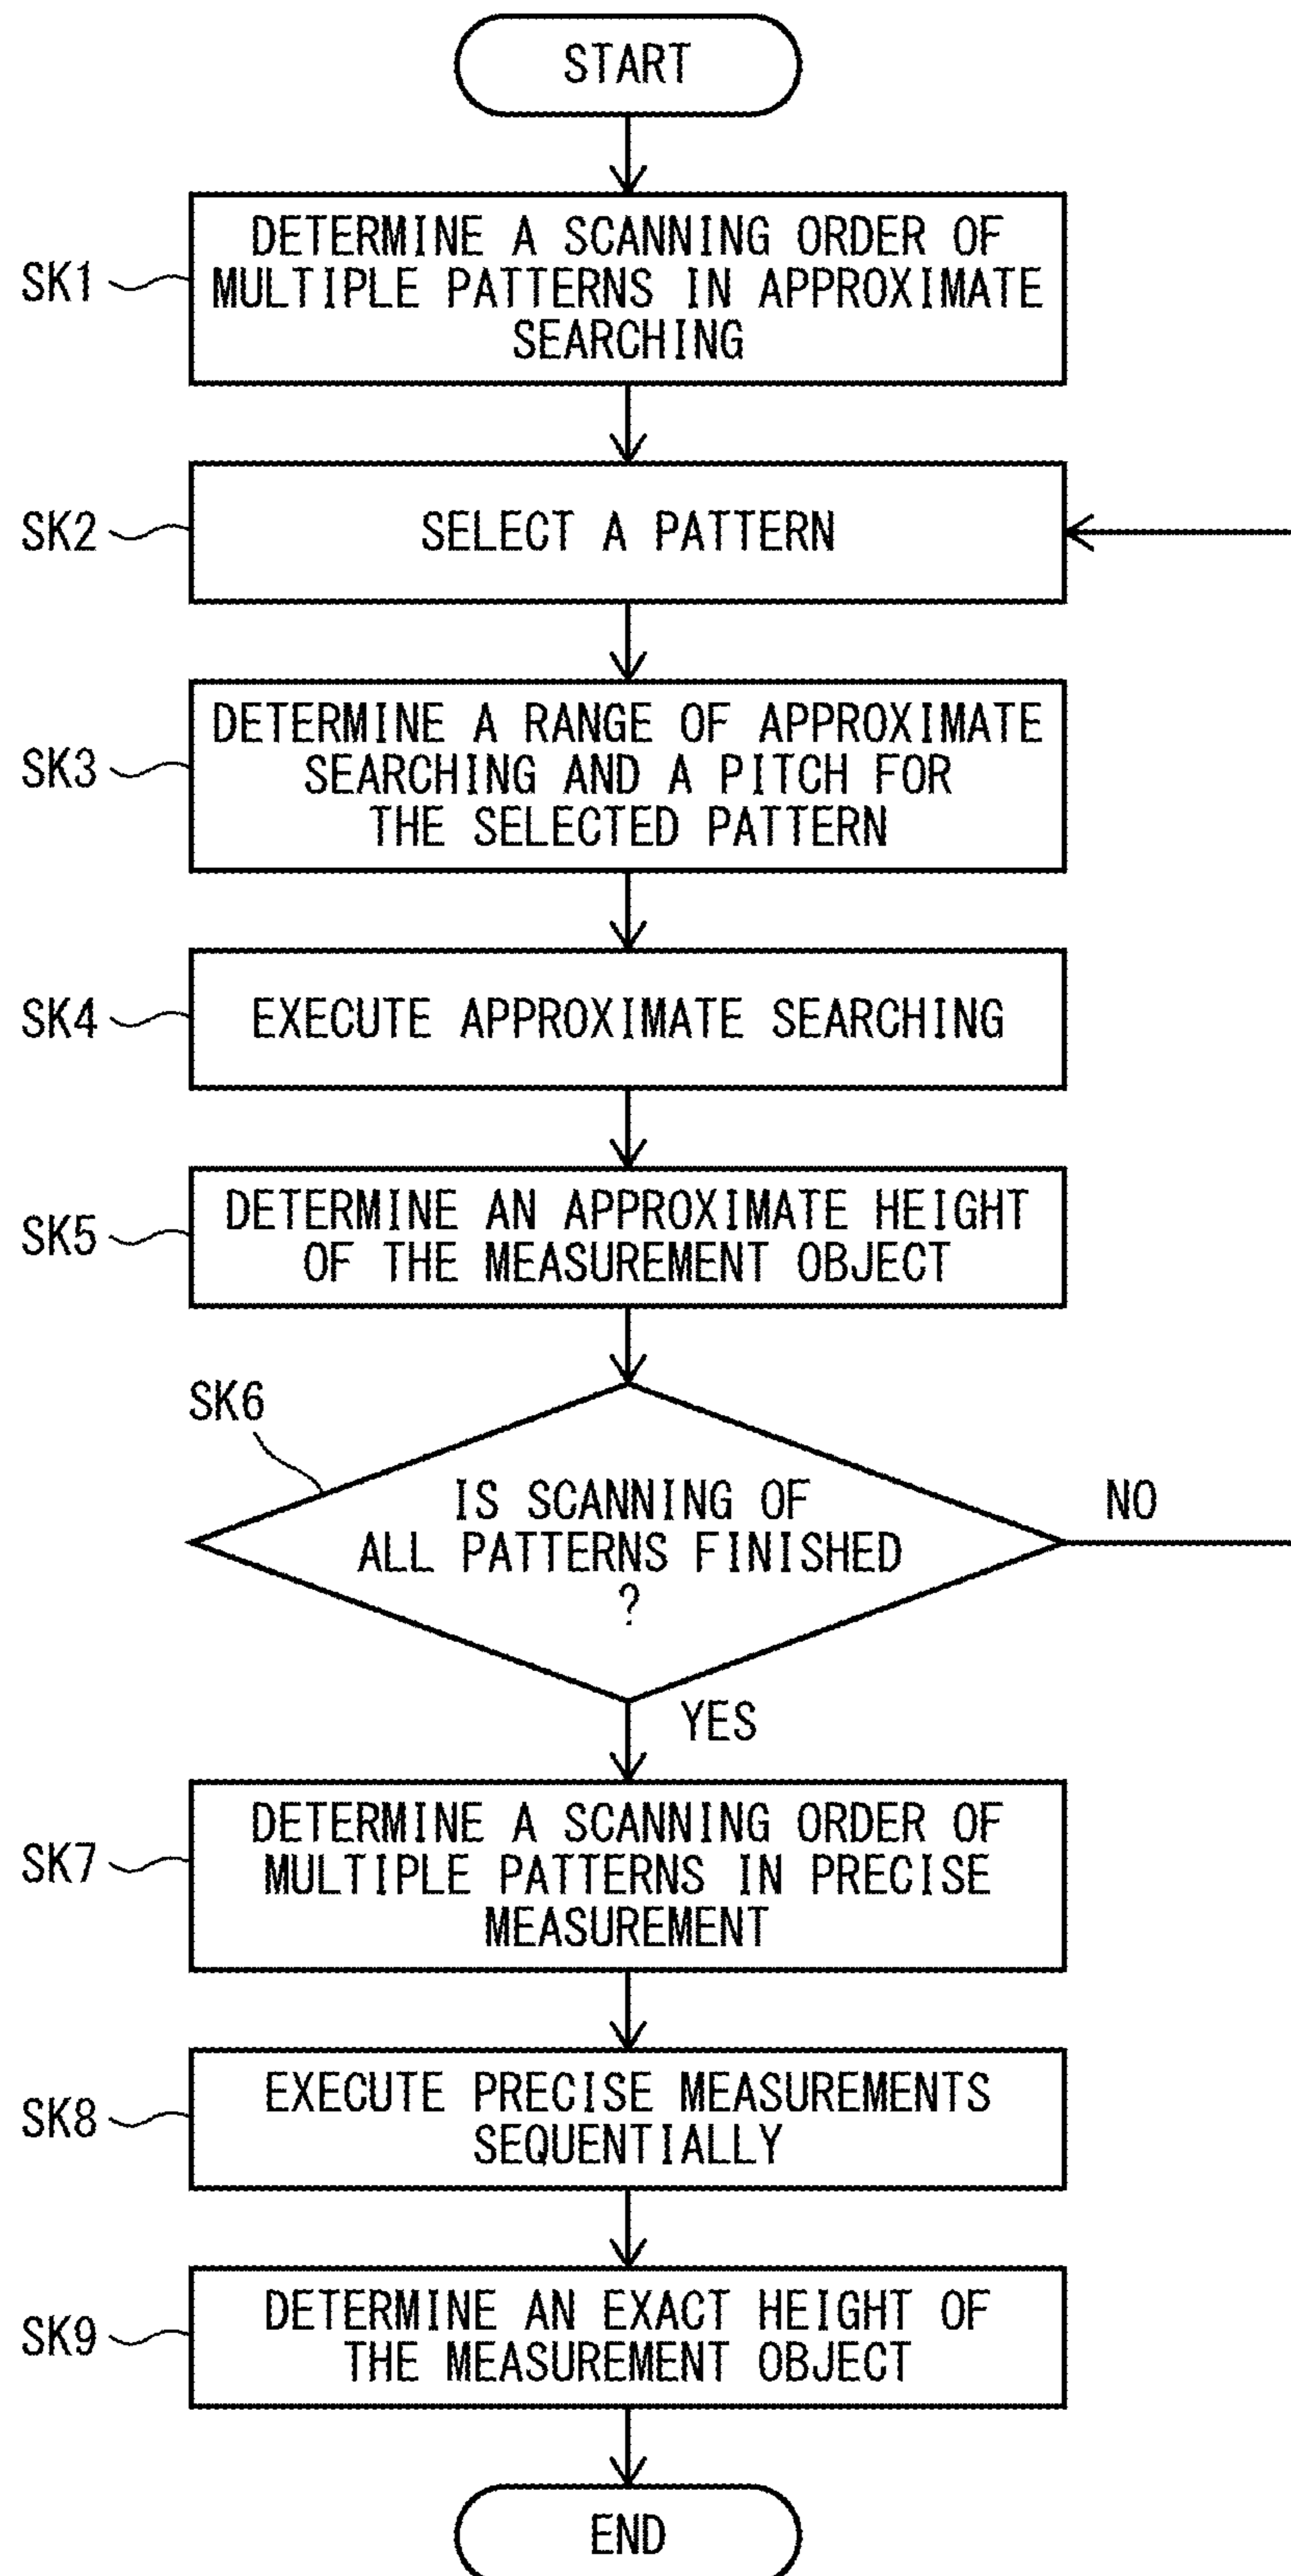 START
SK1
DETERMINE A SCANNING ORDER OF
MULTIPLE PATTERNS IN APPROXIMATE
SEARCHING
SK2
SELECT A PATTERN
SK3
DETERMINE A RANGE OF APPROXIMATE
SEARCHING AND A PITCH FOR
THE SELECTED PATTERN
SK4
EXECUTE APPROXIMATE SEARCHING
SK5
DETERMINE AN APPROXIMATE HEIGHT
OF THE MEASUREMENT OBJECT
SK6
IS SCANNING OF
ALL PATTERNS FINISHED
?
NO
YES
SK7
DETERMINE A SCANNING ORDER OF
MULTIPLE PATTERNS IN PRECISE
MEASUREMENT
SK8
EXECUTE PRECISE MEASUREMENTS
SEQUENTIALLY
SK9
DETERMINE AN EXACT HEIGHT OF
THE MEASUREMENT OBJECT
END